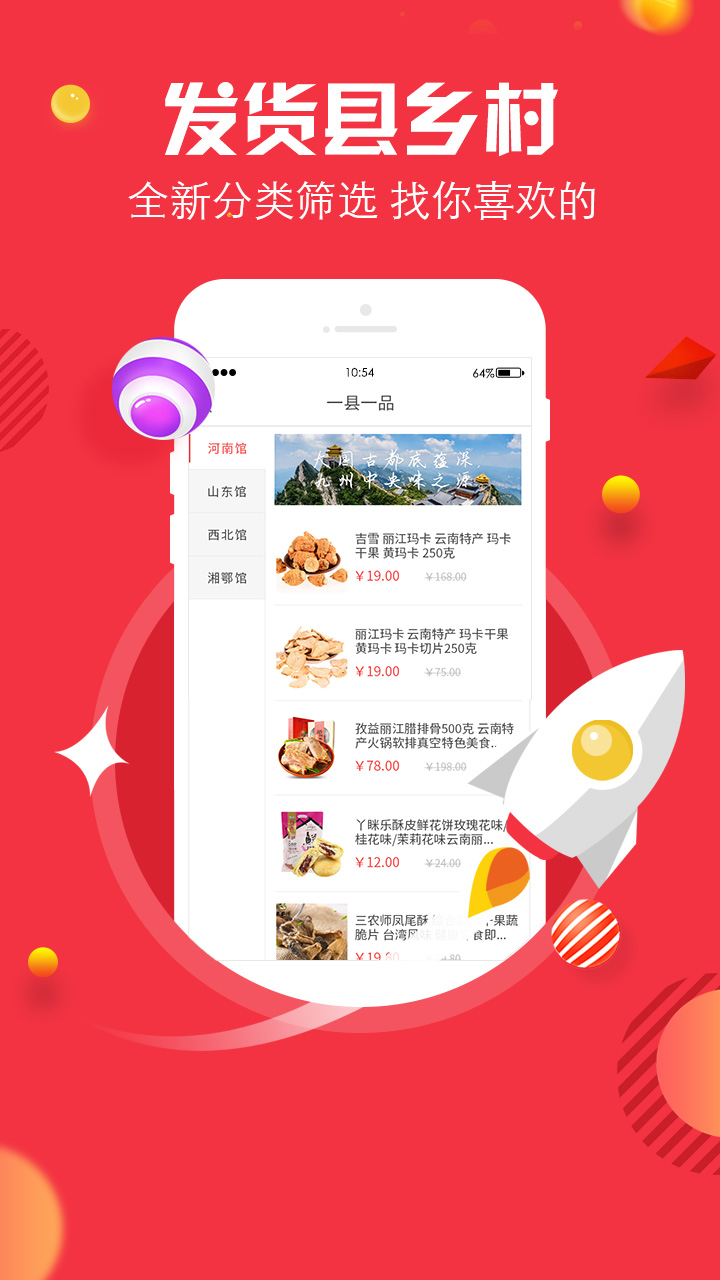 发货县乡村
全新分类筛选 找你喜欢的
10:54
64%
一县一品
河南馆
山东馆
西北馆
湘鄂馆
大国古都底蕴深
九州中央味之源
吉雪 丽江玛卡 云南特产 玛卡
干果 黄玛卡 250克
￥19.00 ￥168.00
丽江玛卡 云南特产 玛卡干果
黄玛卡 玛卡切片250克
￥19.00 ￥75.00
孜益丽江腊排骨500克 云南特
产火锅软排真空特色美食..
￥78.00 ￥198.00
丫眯乐酥皮鲜花饼玫瑰花味/
桂花味/茉莉花味云南丽...
￥12.00 ￥24.00
三农师凤尾酥 果蔬
脆片 台湾风味 食即...
￥19.80